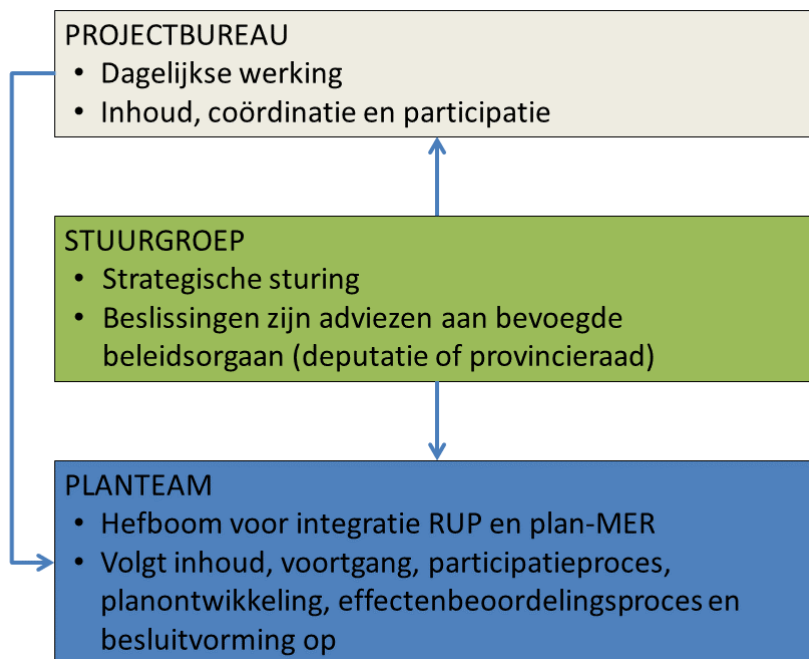 PROJECTBUREAU
• Dagelijkse werking
• Inhoud, coördinatie en participatie
STUURGROEP
• Strategische sturing
• Beslissingen zijn adviezen aan bevoegde
beleidsorgaan (deputatie of provincieraad)
PLANTEAM
• Hefboom voor integratie RUP en plan-MER
• Volgt inhoud, voortgang, participatieproces,
planontwikkeling, effectenbeoordelingsproces en
besluitvorming op